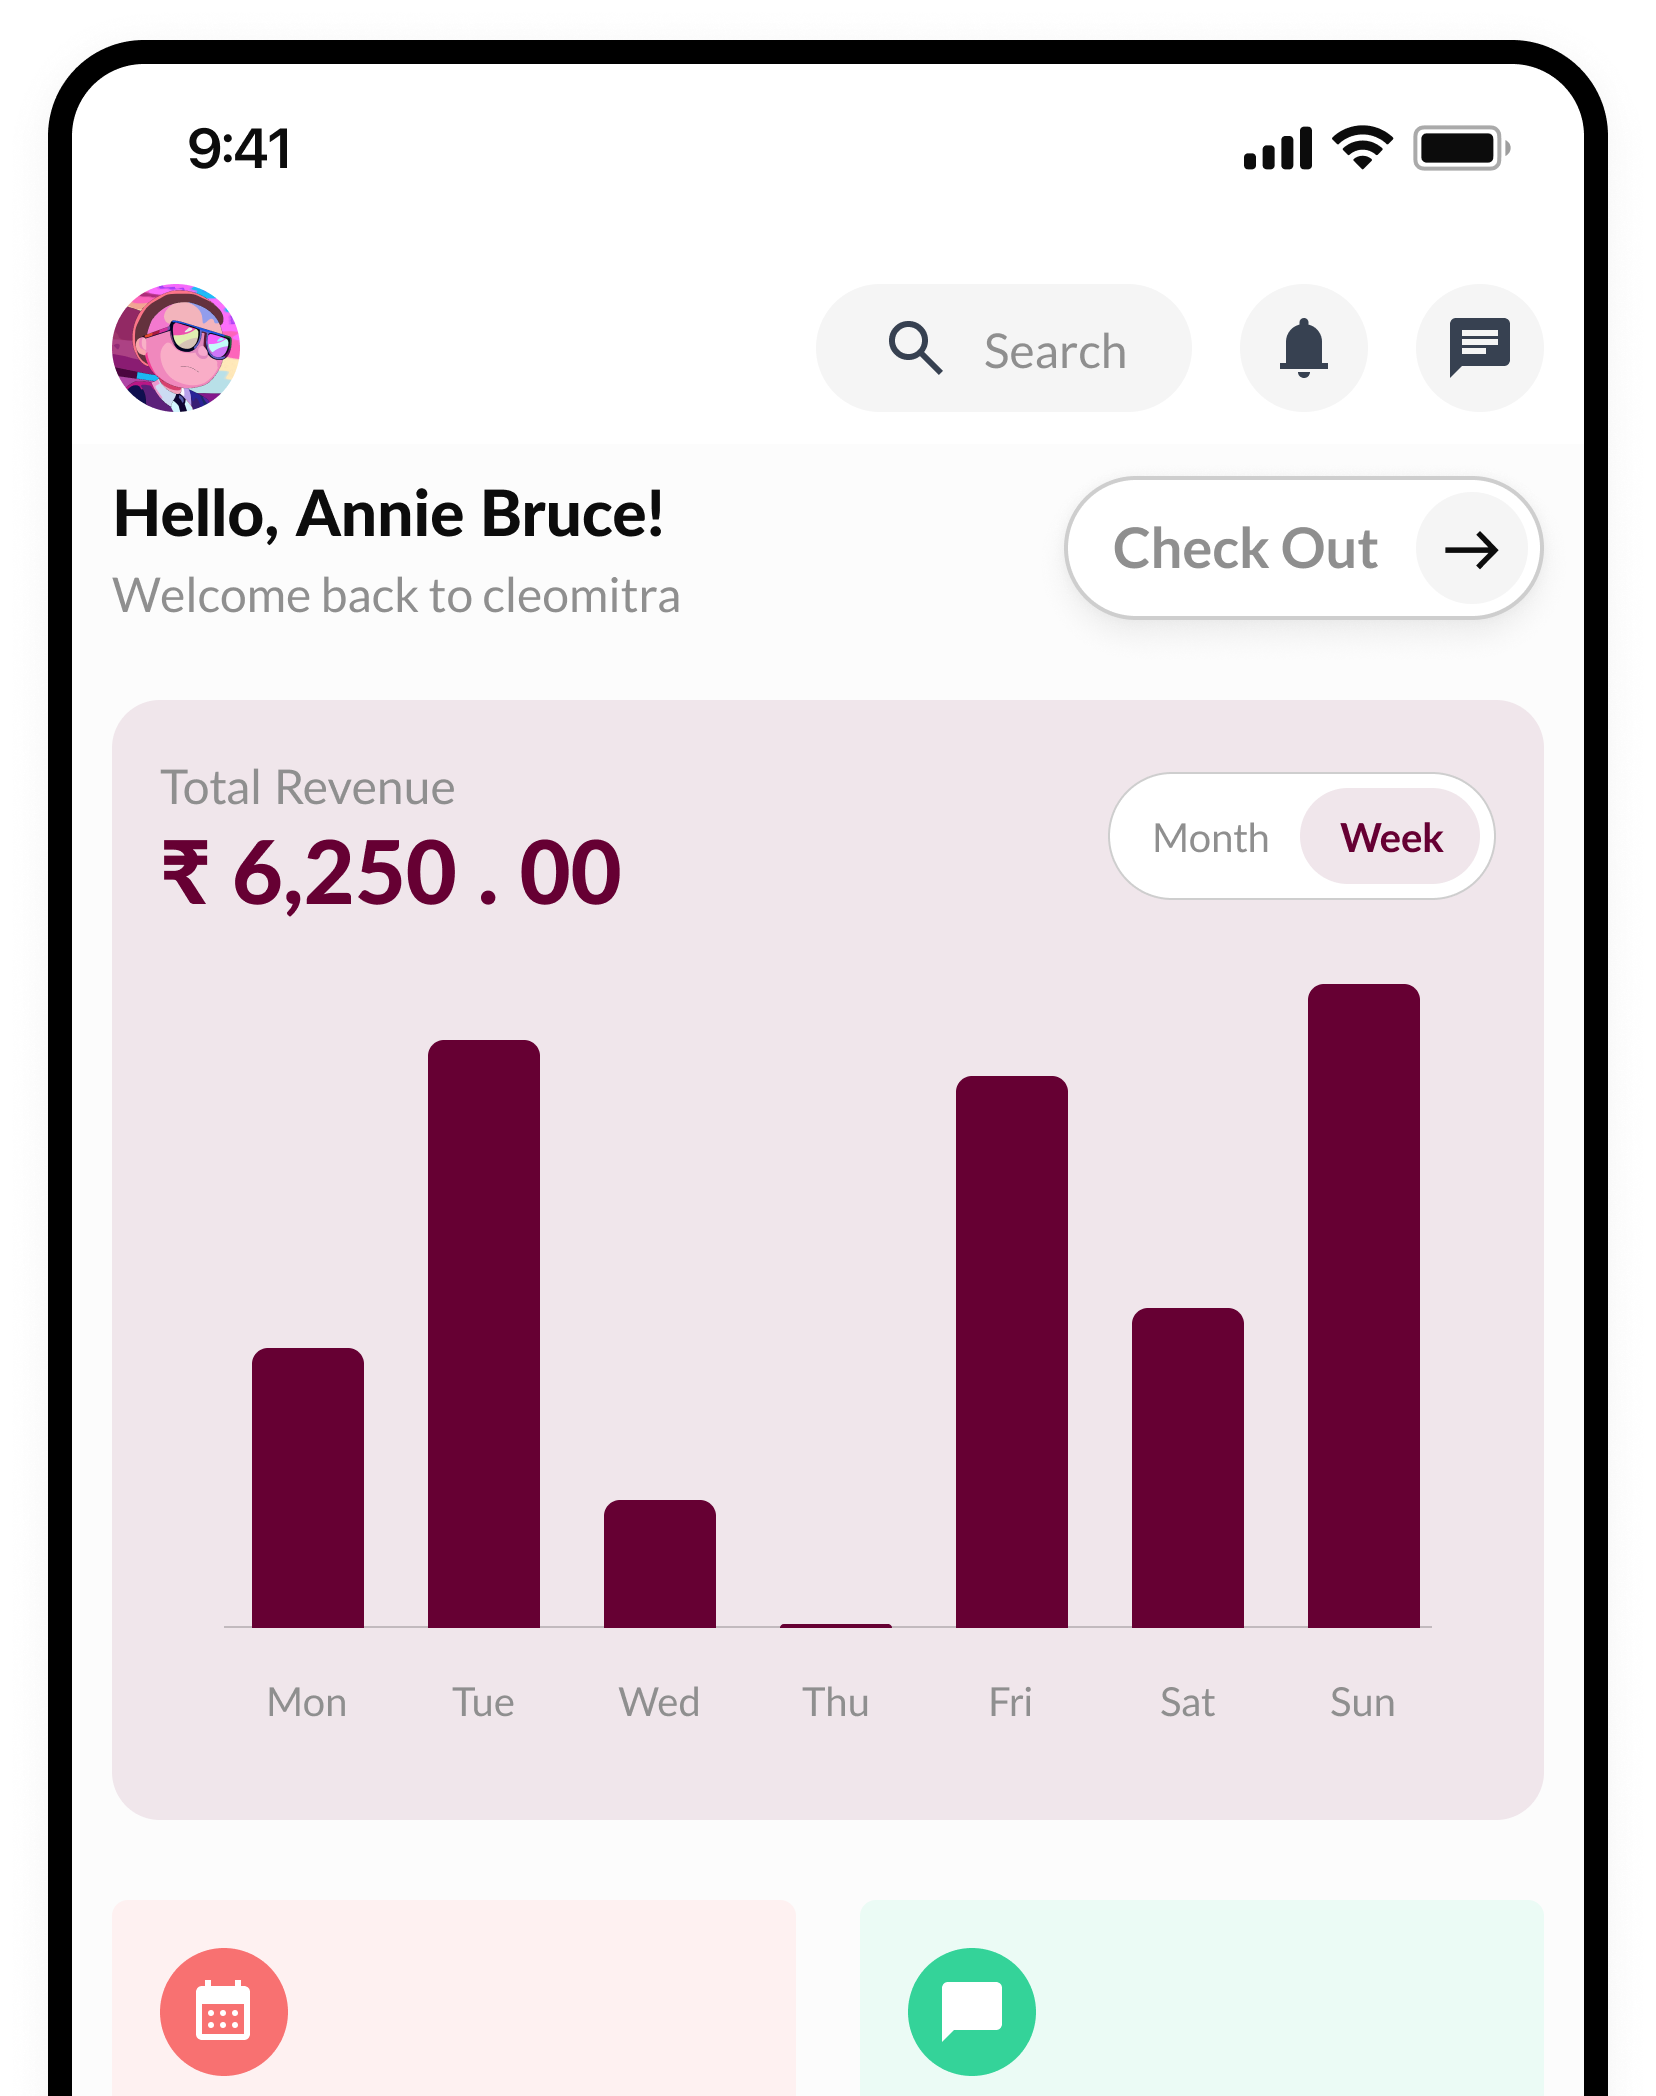 9:41
Search
Hello, Annie Bruce!
Welcome back to cleomitra
Check Out
Total Revenue
₹ 6,250 . 00
Month Week
Mon Tue Wed Thu Fri Sat Sun